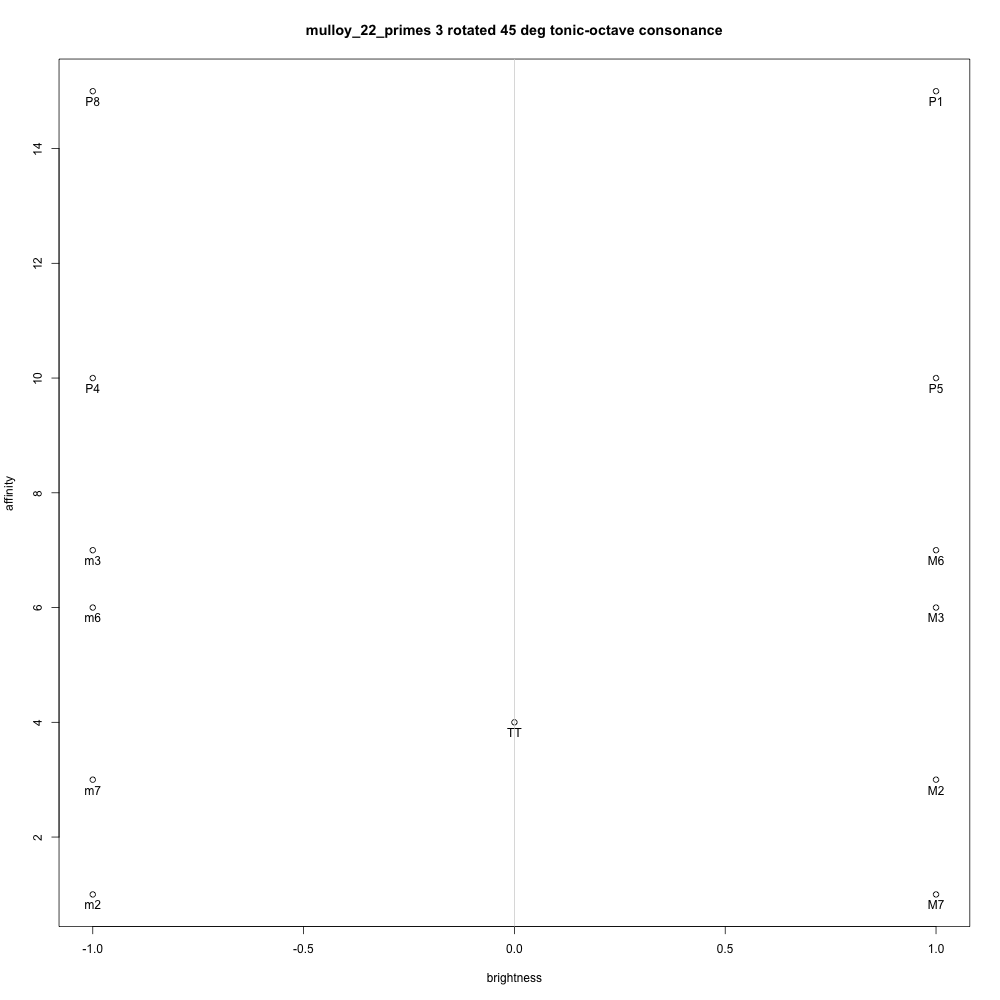 mulloy_22_primes 3 rotated 45 deg tonic-octave consonance
P8
P1
14
12
10
P4
P5
affinity
8
m3
M6
6
m6
M3
4
TT
m7
M2
2
m2
M7
-1.0
-0.5
0.0
0.5
1.0
brightness